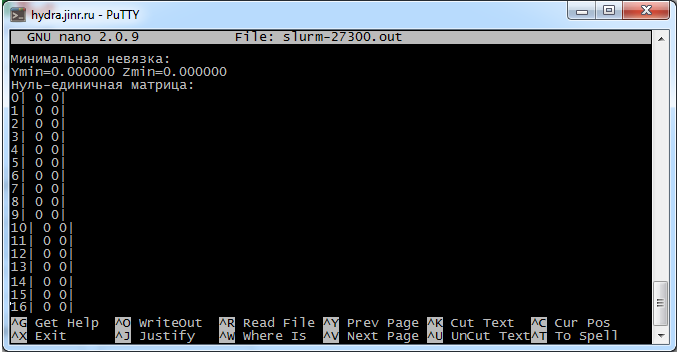 hydra.jinr.ru - PuTTY
GNU nano 2.0.9 File: slurm-27300.out
Минимальная невязка:
Ymin=0.000000 Zmin=0.000000
Нуль-единичная матрица:
0| 0 0|
1| 0 0|
2| 0 0|
3| 0 0|
4| 0 0|
5| 0 0|
6| 0 0|
7| 0 0|
8| 0 0|
9| 0 0|
10| 0 0|
11| 0 0|
12| 0 0|
13| 0 0|
14| 0 0|
15| 0 0|
16| 0 0|
^G Get Help ^O WriteOut ^R Read File ^Y Prev Page ^K Cut Text ^C Cur Pos
^X Exit ^J Justify ^W Where Is ^V Next Page ^U UnCut Text ^T To Spell